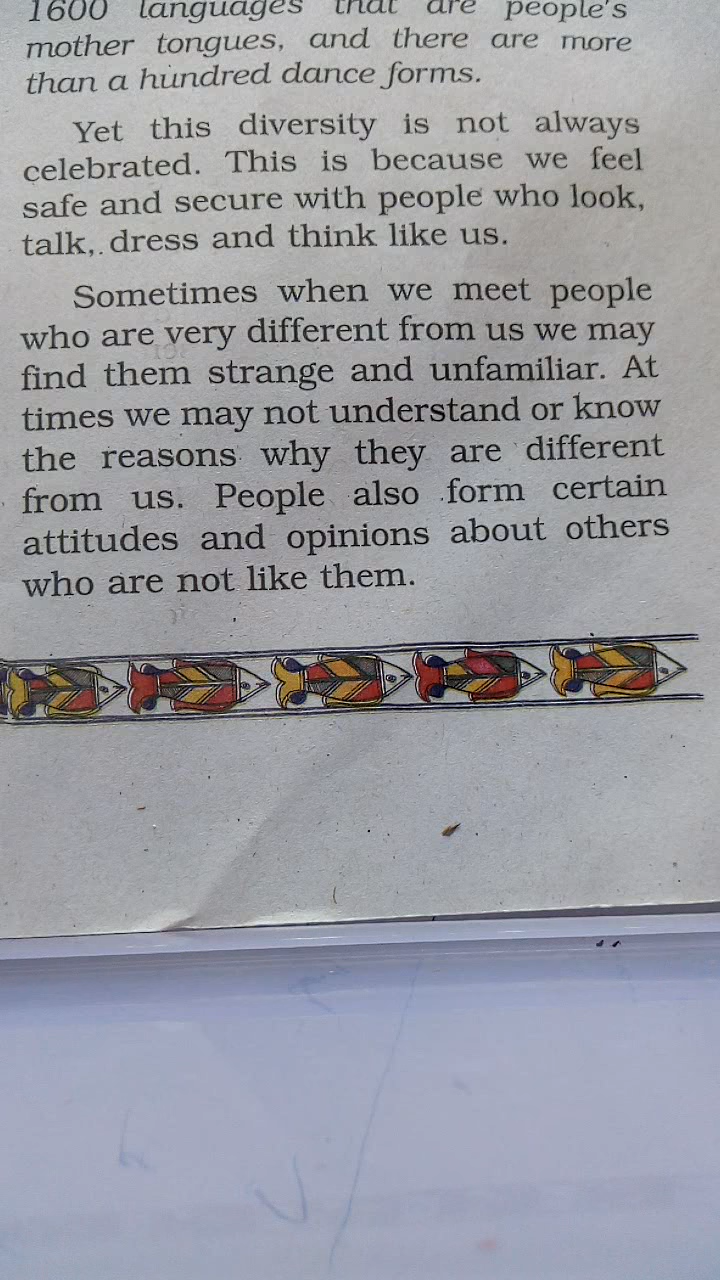 1600 languages that are people's
mother tongues, and there are more
than a hundred dance forms.
Yet this diversity is not always
celebrated. This is because we feel
safe and secure with people who look,
talk, dress and think like us.
Sometimes when we meet people
who are very different from us we may
find them strange and unfamiliar. At
times we may not understand or know
the reasons why they are different
from us. People also form certain
attitudes and opinions about others
who are not like them.